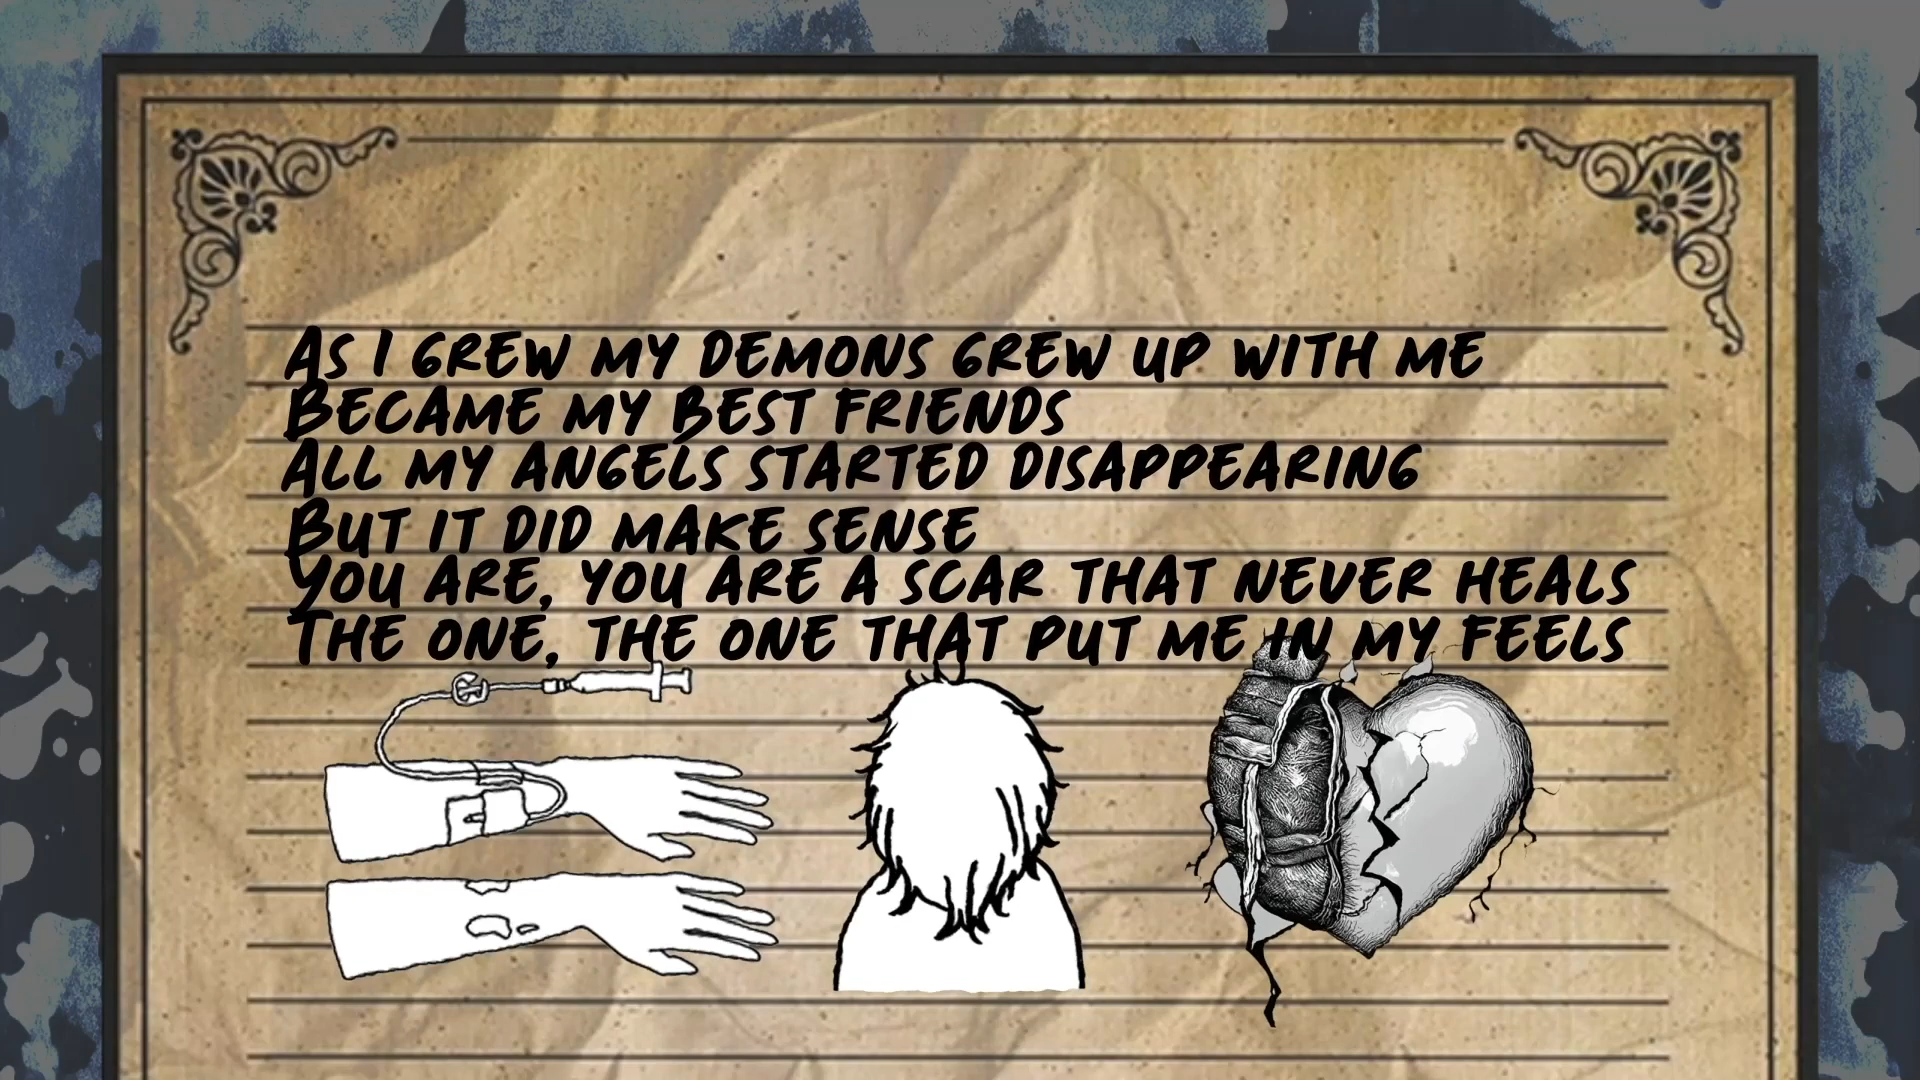 AS I GREW MY DEMONS GREW UP WITH ME
BECAME MY BEST FRIENDS
ALL MY ANGELS STARTED DISAPPEARING
BUT IT DID MAKE SENSE
YOU ARE, YOU ARE A SCAR THAT NEVER HEALS
THE ONE, THE ONE THAT PUT ME IN MY FEELS